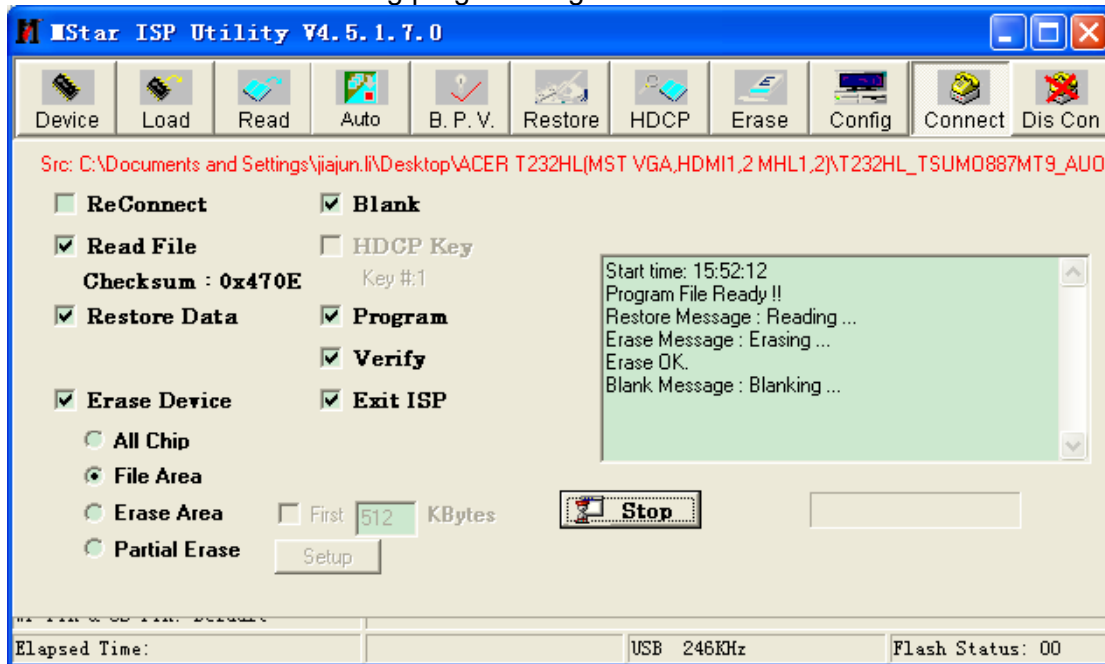 MStar ISP Utility V4.5.1.7.0
Device Load Read Auto B.P.V. Restore HDCP Erase Config Connect Dis Con
Src: C:\Documents and Settings\jiajun.li\Desktop\ACER T232HL(MST VGA,HDMI1,2 MHL1,2)\T232HL_TSUMO887MT9_AUO
ReConnect
Blank
Read File
HDCP Key
Checksum : 0x470E
Key #:1
Restore Data
Program
Verify
Erase Device
Exit ISP
All Chip
File Area
Erase Area
First 512 KBytes
Partial Erase
Setup
Start time: 15:52:12
Program File Ready !!
Restore Message : Reading ...
Erase Message : Erasing ...
Erase OK.
Blank Message : Blanking ...
Stop
Elapsed Time:
USB 246KHz
Flash Status: 00